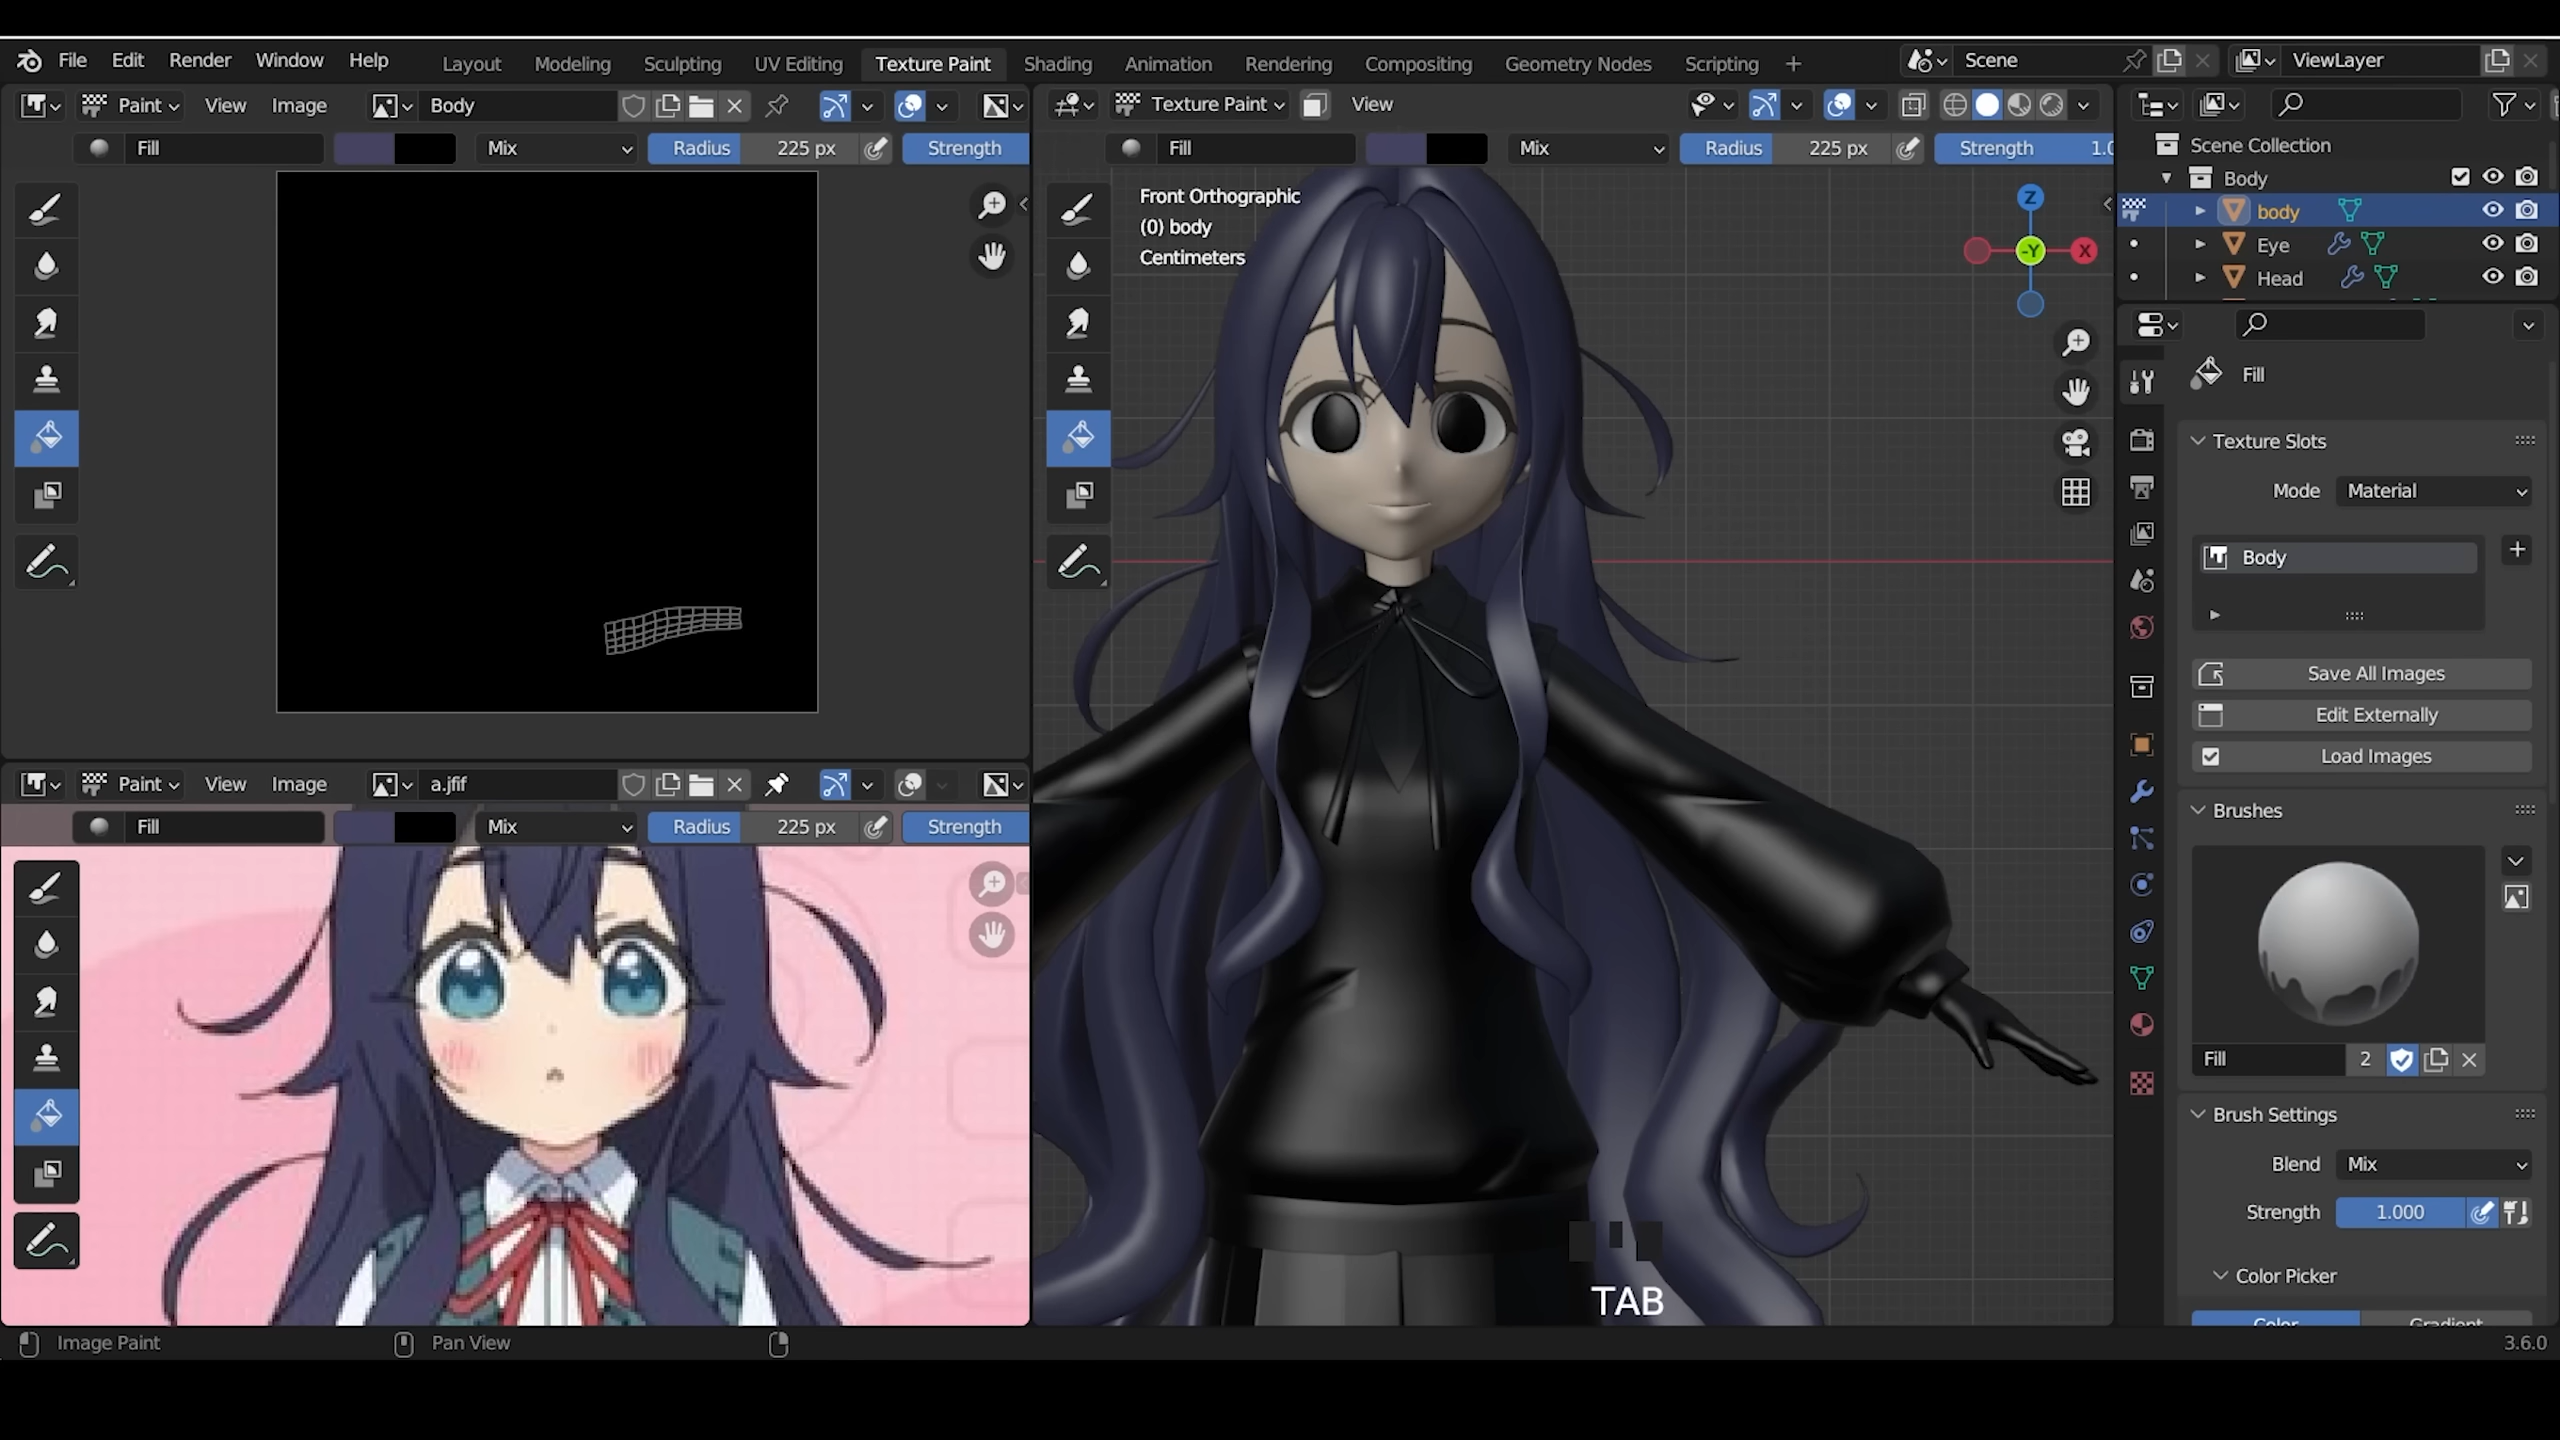 File Edit Render Window Help Layout Modeling Sculpting UV Editing Texture Paint Shading Animation Rendering Compositing Geometry Nodes Scripting + Scene ViewLayer
Paint View Image Body
Fill Mix Radius 225 px Strength
Texture Paint View
Fill Mix Radius 225 px Strength 1.0
Front Orthographic
(0) body
Centimeters
Z
-Y X
Paint View Image a.jfif
Fill Mix Radius 225 px Strength
TAB
Scene Collection
Body
body
Eye
Head
Fill
Texture Slots
Mode Material
Body
Save All Images
Edit Externally
Load Images
Brushes
Fill 2
Brush Settings
Blend Mix
Strength 1.000
Color Picker
Color Gradient
Image Paint Pan View 3.6.0